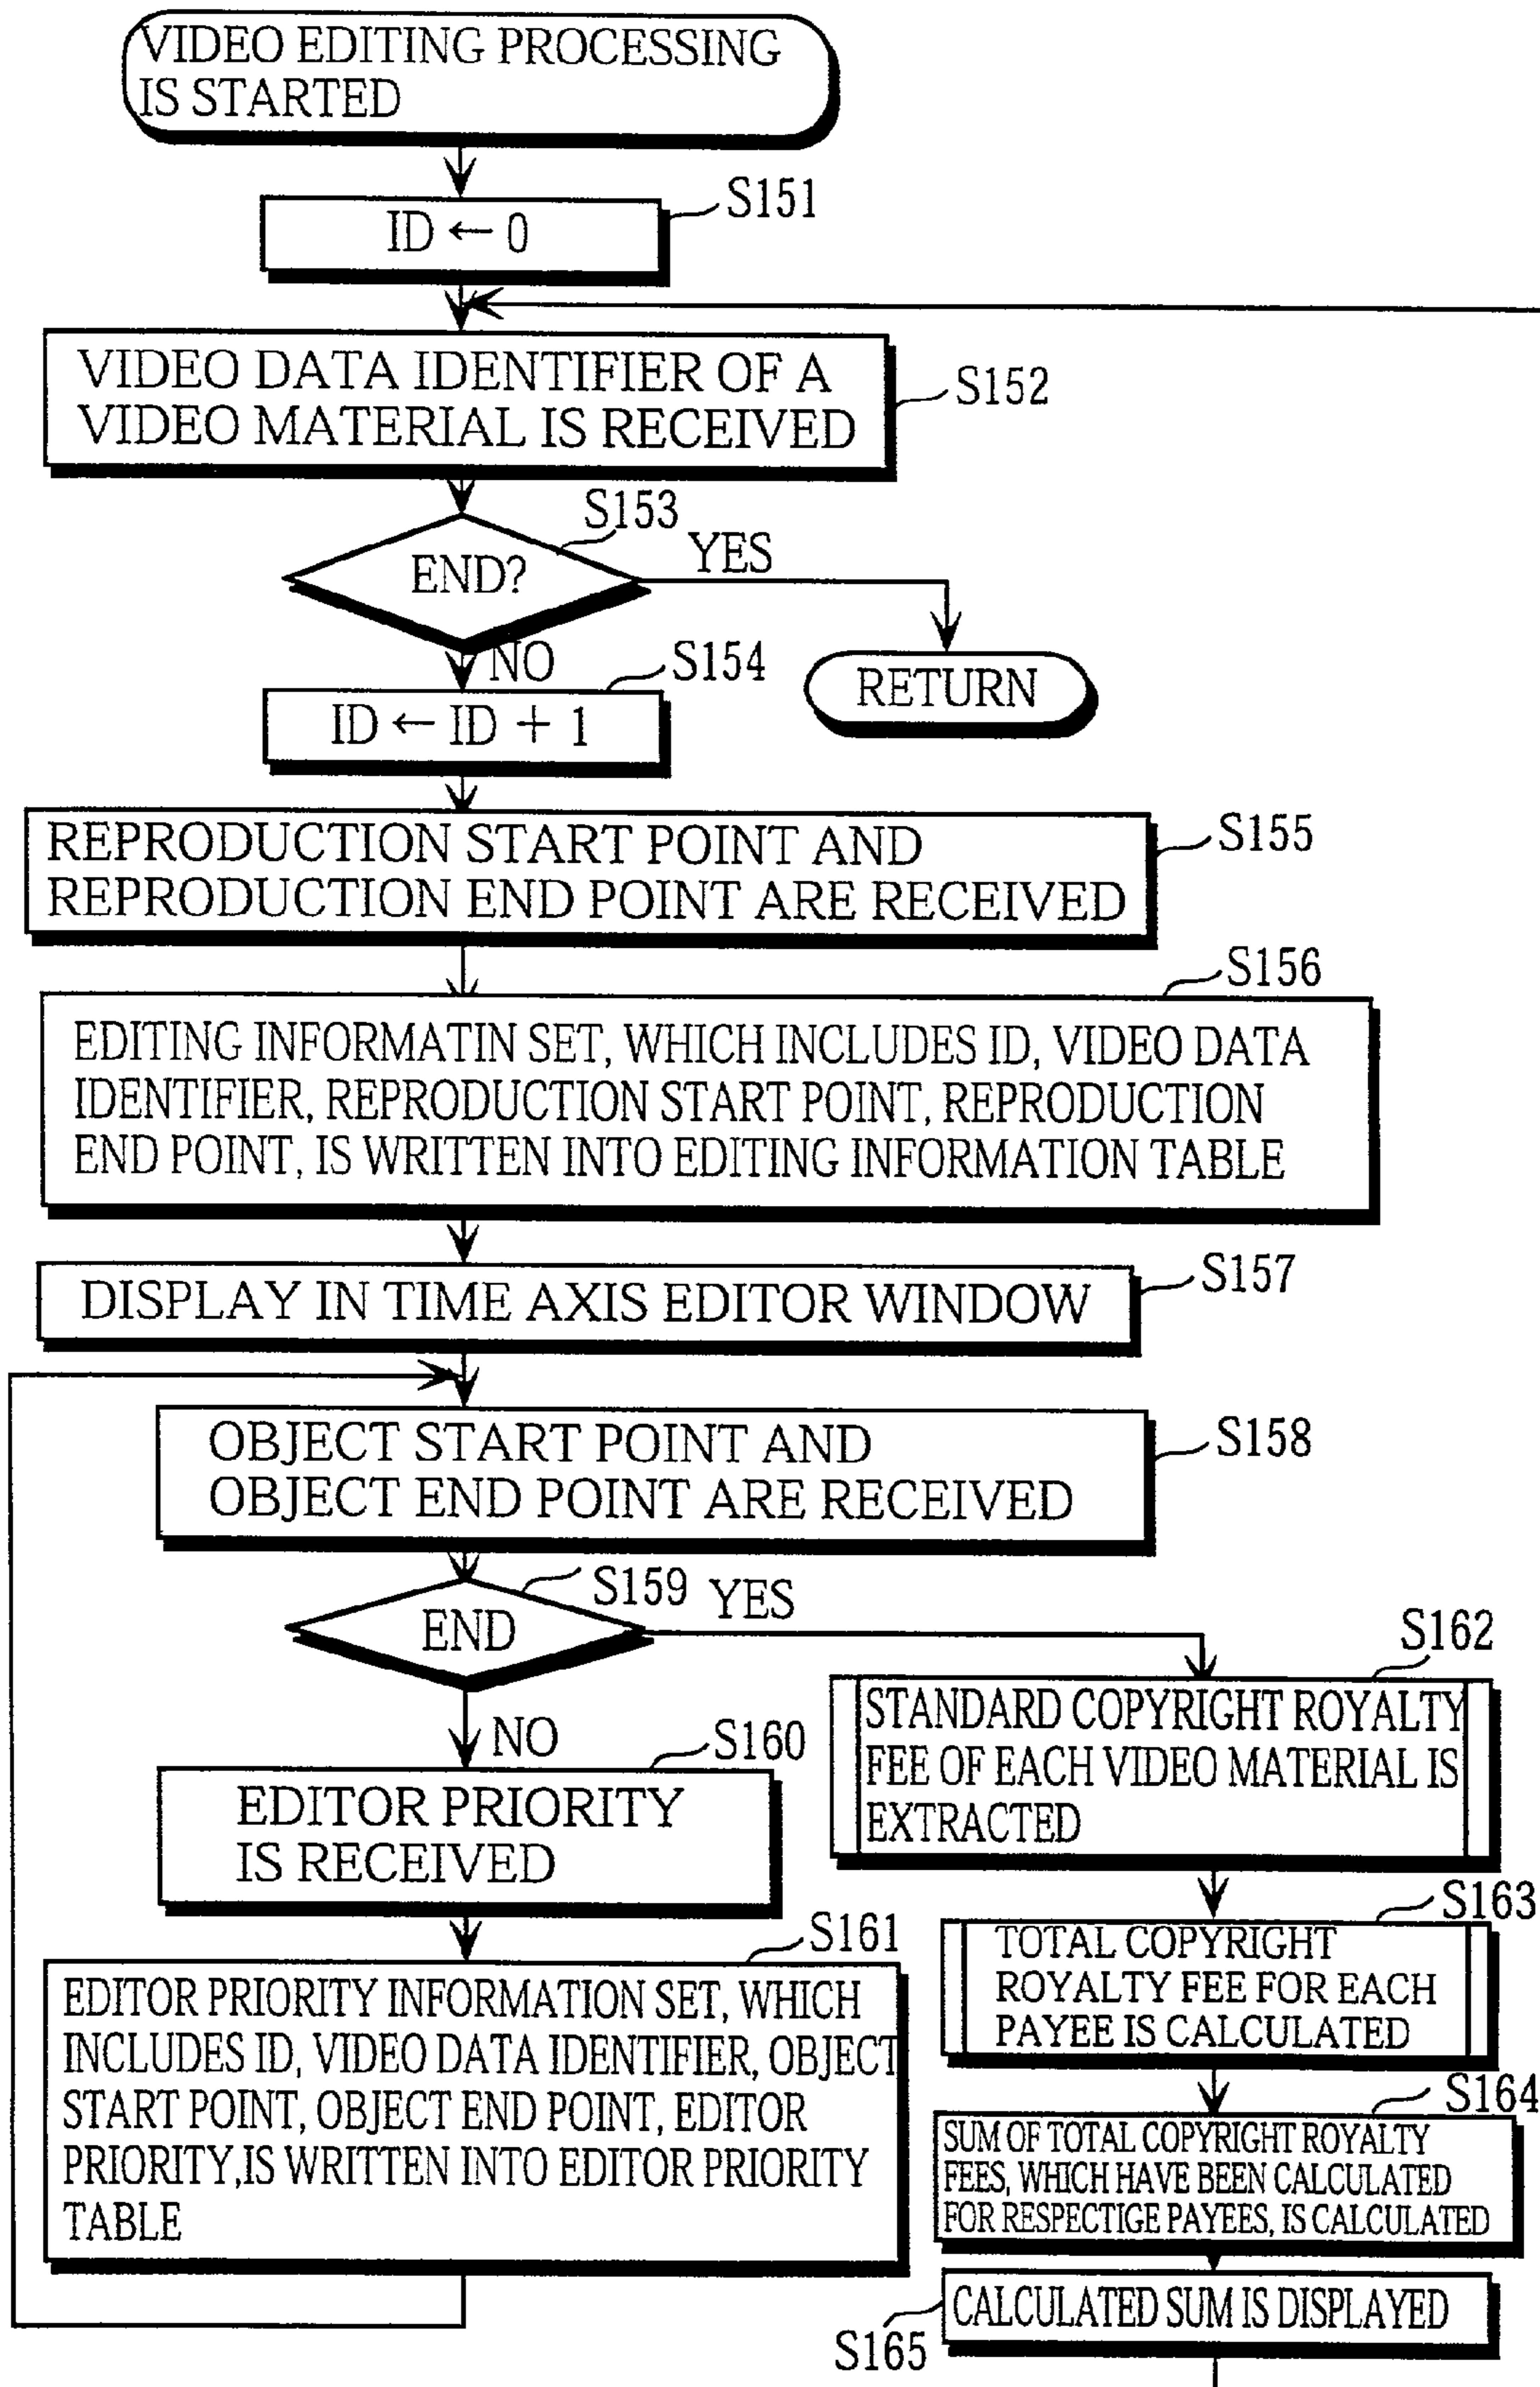 VIDEO EDITING PROCESSING
IS STARTED
S151
ID ← 0
VIDEO DATA IDENTIFIER OF A
VIDEO MATERIAL IS RECEIVED
S152
S153
END?
YES
NO
S154
RETURN
ID ← ID + 1
REPRODUCTION START POINT AND
REPRODUCTION END POINT ARE RECEIVED
S155
S156
EDITING INFORMATIN SET, WHICH INCLUDES ID, VIDEO DATA
IDENTIFIER, REPRODUCTION START POINT, REPRODUCTION
END POINT, IS WRITTEN INTO EDITING INFORMATION TABLE
S157
DISPLAY IN TIME AXIS EDITOR WINDOW
OBJECT START POINT AND
OBJECT END POINT ARE RECEIVED
S158
S159
YES
END
NO
S160
EDITOR PRIORITY
IS RECEIVED
S161
EDITOR PRIORITY INFORMATION SET, WHICH
INCLUDES ID, VIDEO DATA IDENTIFIER, OBJECT
START POINT, OBJECT END POINT, EDITOR
PRIORITY,IS WRITTEN INTO EDITOR PRIORITY
TABLE
S162
STANDARD COPYRIGHT ROYALTY
FEE OF EACH VIDEO MATERIAL IS
EXTRACTED
S163
TOTAL COPYRIGHT
ROYALTY FEE FOR EACH
PAYEE IS CALCULATED
S164
SUM OF TOTAL COPYRIGHT ROYALTY
FEES, WHICH HAVE BEEN CALCULATED
FOR RESPECTIGE PAYEES, IS CALCULATED
CALCULATED SUM IS DISPLAYED
S165